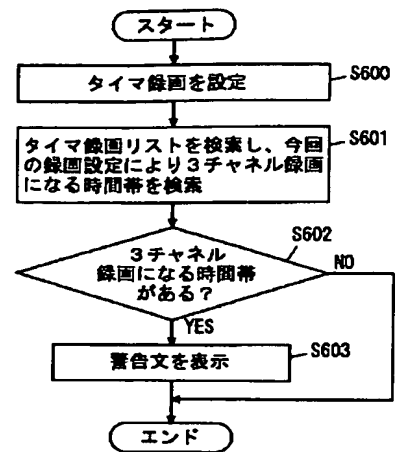 スタート
タイマ録画を設定
S600
タイマ録画リストを検索し、今回
の録画設定により3チャネル録画
になる時間帯を検索
S601
3チャネル
録画になる時間帯
がある?
S602
NO
YES
警告文を表示
S603
エンド